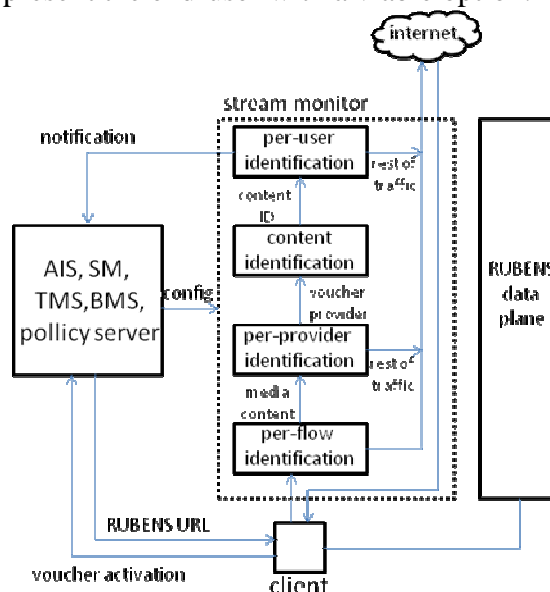 internet
stream monitor
notification
per-user
identification
rest of
traffic
content
ID
content
identification
AIS, SM,
TMS,BMS,
pollicy server
config
voucher
provider
RUBENS
data
plane
per-provider
identification
rest of
traffic
media
content
per-flow
identification
RUBENS URL
voucher activation
client